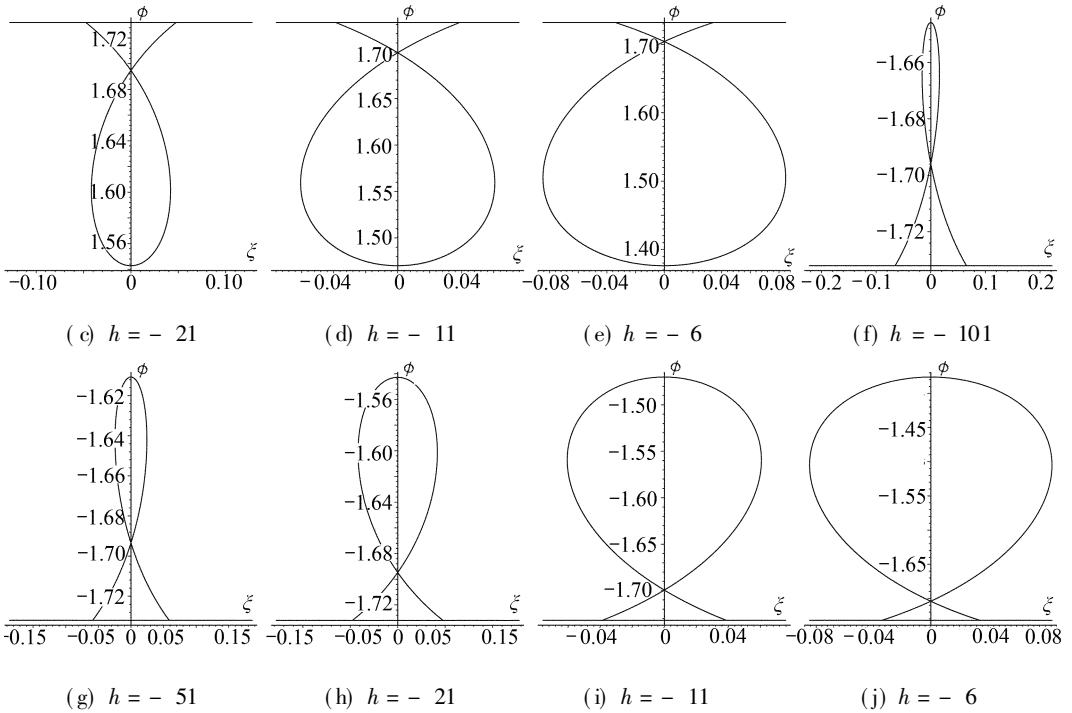 ϕ
1.72
1.68
1.64
1.60
1.56
ξ
−0.10 0 0.10
(c) h = − 21
ϕ
1.70
1.65
1.60
1.55
1.50
ξ
−0.04 0 0.04
(d) h = − 11
ϕ
1.70
1.60
1.50
1.40
ξ
−0.08 −0.04 0 0.04 0.08
(e) h = − 6
ϕ
−1.66
−1.68
−1.70
−1.72
ξ
−0.2 −0.1 0 0.1 0.2
(f) h = − 101
ϕ
−1.62
−1.64
−1.66
−1.68
−1.70
−1.72
ξ
−0.15 −0.05 0 0.05 0.15
(g) h = − 51
ϕ
−1.56
−1.60
−1.64
−1.68
−1.72
ξ
−0.15 −0.05 0 0.05 0.15
(h) h = − 21
ϕ
−1.50
−1.55
−1.60
−1.65
−1.70
ξ
−0.04 0 0.04
(i) h = − 11
ϕ
−1.45
−1.55
−1.65
ξ
−0.08 −0.04 0 0.04 0.08
(j) h = − 6